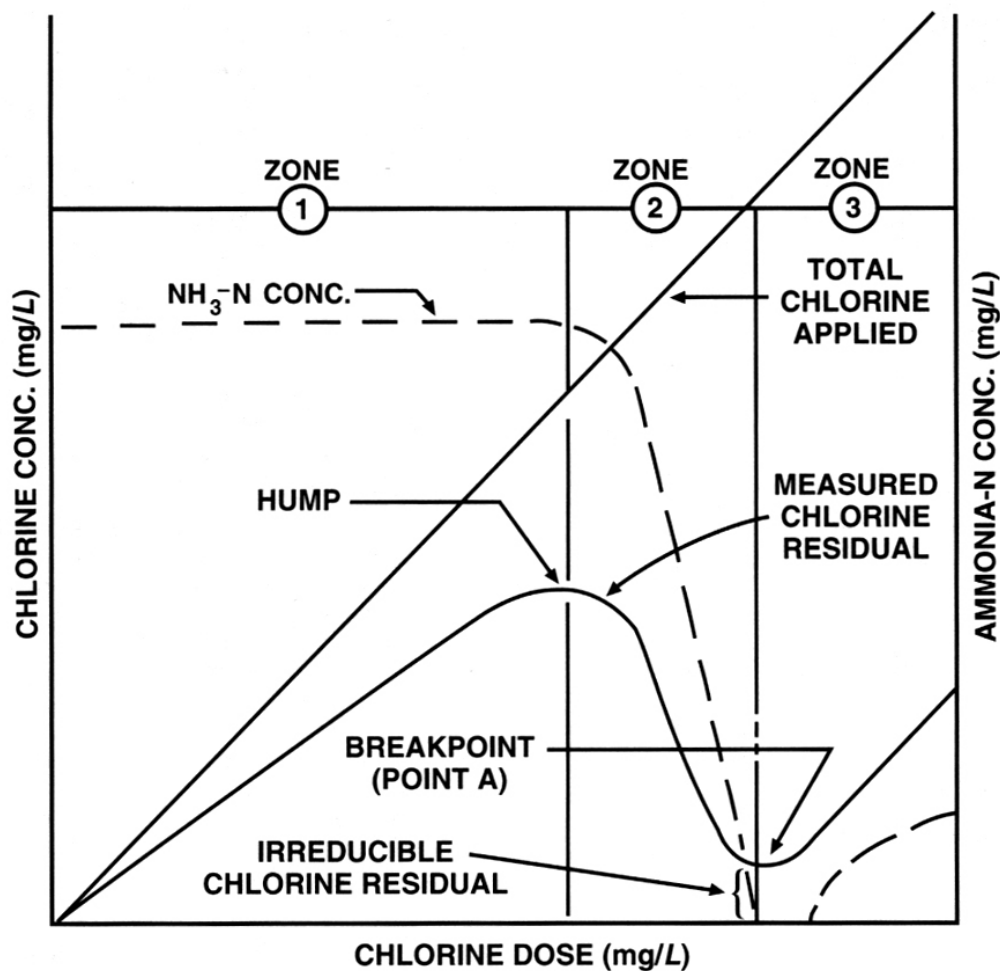 ZONE
1
ZONE
2
ZONE
3
NH₃-N CONC.
TOTAL
CHLORINE
APPLIED
CHLORINE CONC. (mg/L)
AMMONIA-N CONC. (mg/L)
HUMP
MEASURED
CHLORINE
RESIDUAL
BREAKPOINT
(POINT A)
IRREDUCIBLE
CHLORINE RESIDUAL
CHLORINE DOSE (mg/L)